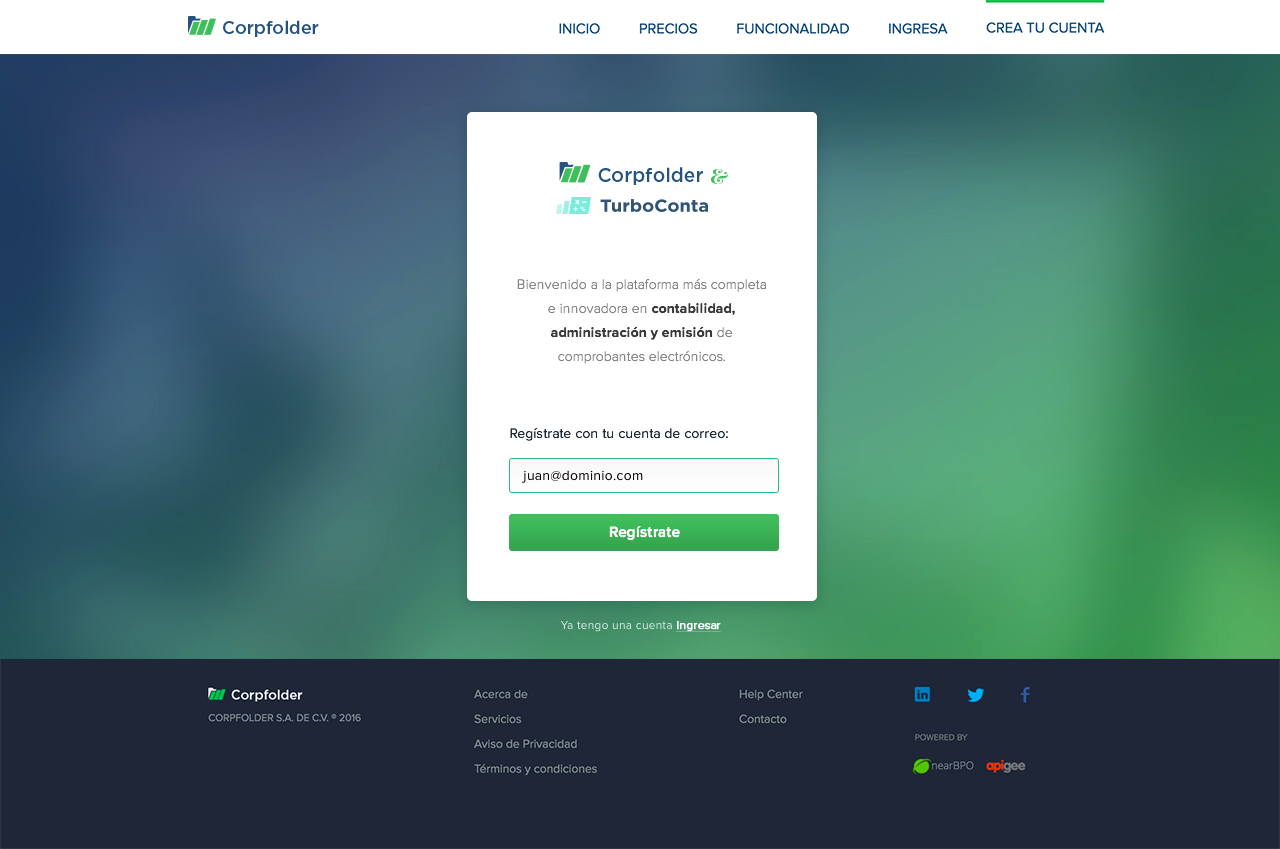 Corpfolder
INICIO
PRECIOS
FUNCIONALIDAD
INGRESA
CREA TU CUENTA
Corpfolder &
TurboConta
Bienvenido a la plataforma más completa
e innovadora en contabilidad,
administración y emisión de
comprobantes electrónicos.
Regístrate con tu cuenta de correo:
juan@dominio.com
Regístrate
Ya tengo una cuenta Ingresar
Corpfolder
CORPFOLDER S.A. DE C.V. ® 2016
Acerca de
Servicios
Aviso de Privacidad
Términos y condiciones
Help Center
Contacto
POWERED BY
nearBPO
apigee